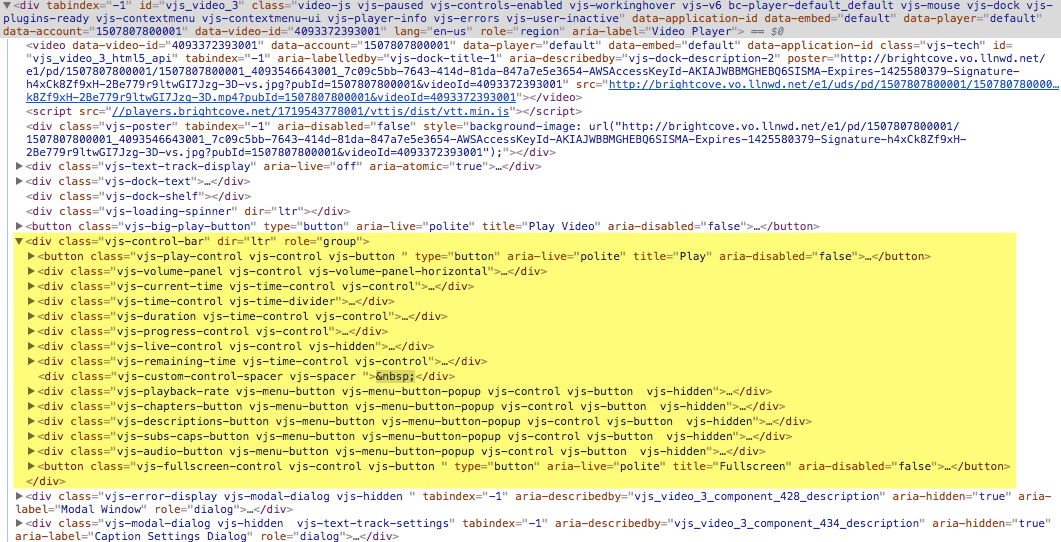 ▼<div tabindex="-1" id="vjs_video_3" class="video-js vjs-paused vjs-controls-enabled vjs-workinghover vjs-v6 bc-player-default_default vjs-mouse vjs-dock vjs-
plugins-ready vjs-contextmenu vjs-contextmenu-ui vjs-player-info vjs-errors vjs-user-inactive" data-application-id data-embed="default" data-player="default"
data-account="1507807800001" data-video-id="4093372393001" lang="en-us" role="region" aria-label="Video Player"> == $0
<video data-video-id="4093372393001" data-account="1507807800001" data-player="default" data-embed="default" data-application-id class="vjs-tech" id=
"vjs_video_3_html5_api" tabindex="-1" aria-labelledby="vjs-dock-title-1" aria-describedby="vjs-dock-description-2" poster="http://brightcove.vo.llnwd.net/
e1/pd/1507807800001/1507807800001_4093546643001_7c09c5bb-7643-414d-81da-847a7e5e3654-AWSAccessKeyId-AKIAJWBBMGHEBQ6SISMA-Expires-1425580379-Signature-
h4xCk8Zf9xH-2Be779r9ltwGI7Jzg-3D-vs.jpg?pubId=1507807800001&videoId=4093372393001" src="http://brightcove.vo.llnwd.net/e1/uds/pd/1507807800001/150780780000…
k8Zf9xH-2Be779r9ltwGI7Jzg-3D.mp4?pubId=1507807800001&videoId=4093372393001"></video>
<script src="//players.brightcove.net/1719543778001/vttjs/dist/vtt.min.js"></script>
<div class="vjs-poster" tabindex="-1" aria-disabled="false" style="background-image: url("http://brightcove.vo.llnwd.net/e1/pd/1507807800001/
1507807800001_4093546643001_7c09c5bb-7643-414d-81da-847a7e5e3654-AWSAccessKeyId-AKIAJWBBMGHEBQ6SISMA-Expires-1425580379-Signature-h4xCk8Zf9xH-
2Be779r9ltwGI7Jzg-3D-vs.jpg?pubId=1507807800001&videoId=4093372393001");"></div>
▶<div class="vjs-text-track-display" aria-live="off" aria-atomic="true">…</div>
▶<div class="vjs-dock-text">…</div>
<div class="vjs-dock-shelf"></div>
<div class="vjs-loading-spinner" dir="ltr"></div>
▶<button class="vjs-big-play-button" type="button" aria-live="polite" title="Play Video" aria-disabled="false">…</button>
▼<div class="vjs-control-bar" dir="ltr" role="group">
▶<button class="vjs-play-control vjs-control vjs-button " type="button" aria-live="polite" title="Play" aria-disabled="false">…</button>
▶<div class="vjs-volume-panel vjs-control vjs-volume-panel-horizontal">…</div>
▶<div class="vjs-current-time vjs-time-control vjs-control">…</div>
▶<div class="vjs-time-control vjs-time-divider">…</div>
▶<div class="vjs-duration vjs-time-control vjs-control">…</div>
▶<div class="vjs-progress-control vjs-control">…</div>
▶<div class="vjs-live-control vjs-control vjs-hidden">…</div>
▶<div class="vjs-remaining-time vjs-time-control vjs-control">…</div>
<div class="vjs-custom-control-spacer vjs-spacer ">&nbsp;</div>
▶<div class="vjs-playback-rate vjs-menu-button vjs-menu-button-popup vjs-control vjs-button  vjs-hidden">…</div>
▶<div class="vjs-chapters-button vjs-menu-button vjs-menu-button-popup vjs-control vjs-button  vjs-hidden">…</div>
▶<div class="vjs-descriptions-button vjs-menu-button vjs-menu-button-popup vjs-control vjs-button  vjs-hidden">…</div>
▶<div class="vjs-subs-caps-button vjs-menu-button vjs-menu-button-popup vjs-control vjs-button  vjs-hidden">…</div>
▶<div class="vjs-audio-button vjs-menu-button vjs-menu-button-popup vjs-control vjs-button  vjs-hidden">…</div>
▶<button class="vjs-fullscreen-control vjs-control vjs-button " type="button" aria-live="polite" title="Fullscreen" aria-disabled="false">…</button>
</div>
▶<div class="vjs-error-display vjs-modal-dialog vjs-hidden " tabindex="-1" aria-describedby="vjs_video_3_component_428_description" aria-hidden="true" aria-
label="Modal Window" role="dialog">…</div>
▶<div class="vjs-modal-dialog vjs-hidden  vjs-text-track-settings" tabindex="-1" aria-describedby="vjs_video_3_component_434_description" aria-hidden="true"
aria-label="Caption Settings Dialog" role="dialog">…</div>